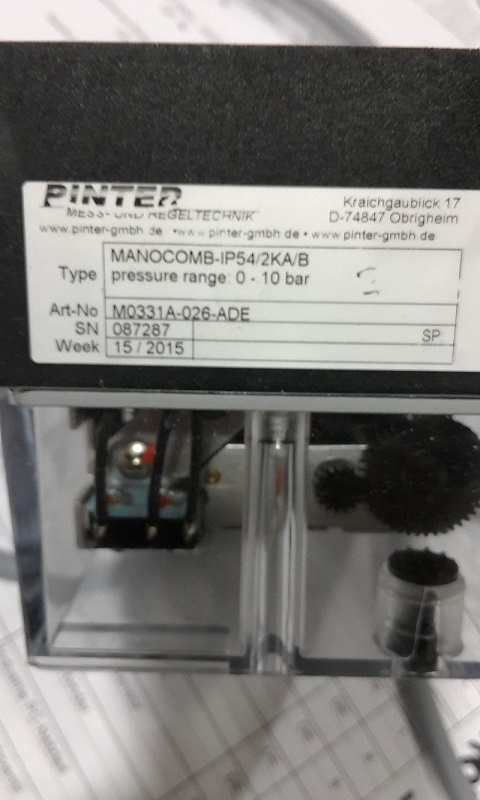 PINTER
MESS- UND REGELTECHNIK
Kraichgaublick 17
D-74847 Obrigheim
www.pinter-gmbh.de • www.pinter-gmbh.de • www.pinter-gmbh.de
Type MANOCOMB-IP54/2KA/B
pressure range: 0 - 10 bar
Art-No M0331A-026-ADE
SN 087287 SP
Week 15 / 2015